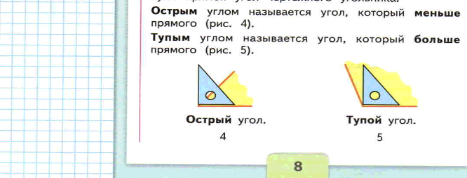 Острым углом называется угол, который меньше
прямого (рис. 4).
Тупым углом называется угол, который больше
прямого (рис. 5).
Острый угол.
Тупой угол.
4
5
8